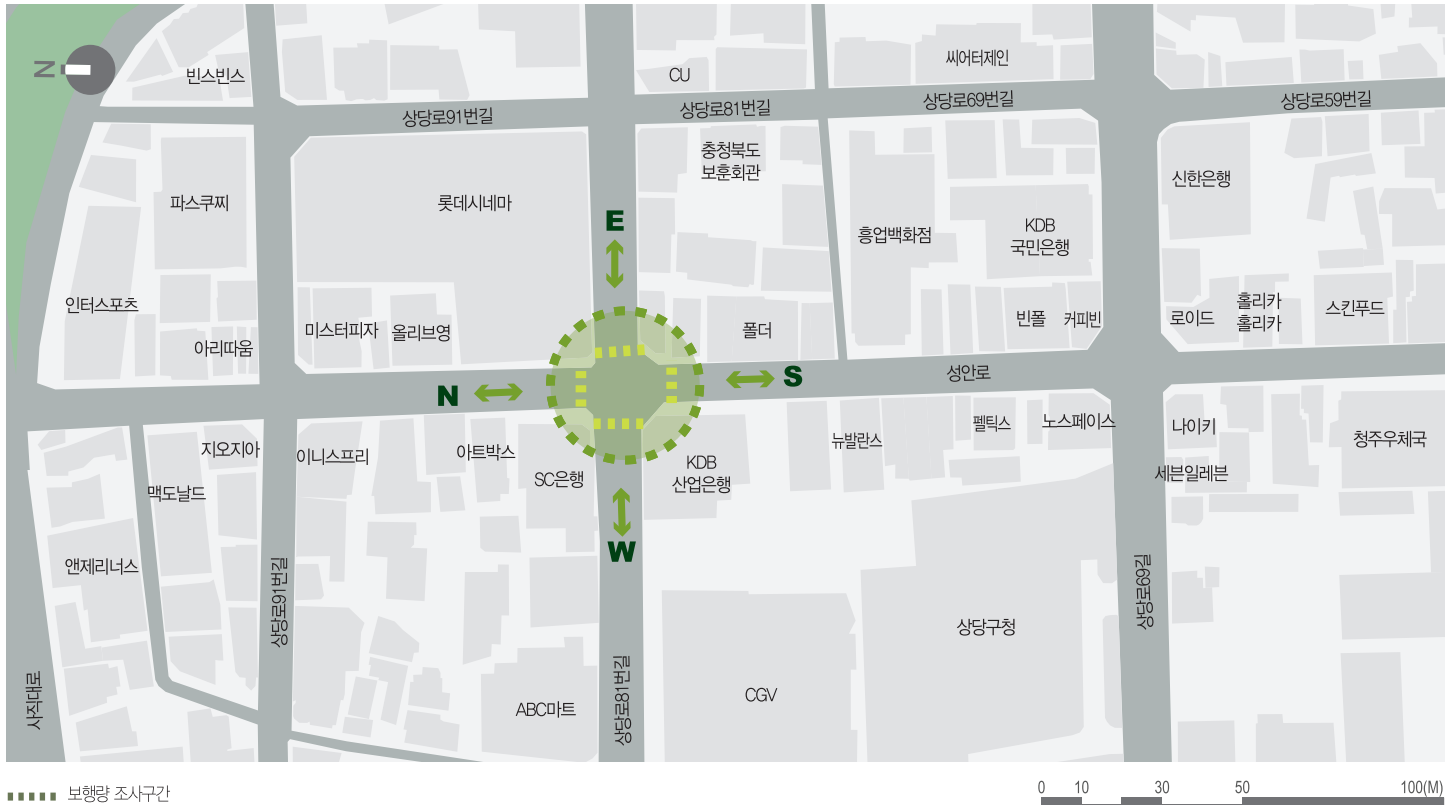 N
빈스빈스
CU
씨어터제인
상당로91번길
상당로81번길
상당로69번길
상당로59번길
충청북도
보훈회관
파스쿠찌
롯데시네마
신한은행
E
흥업백화점
KDB
국민은행
인터스포츠
미스터피자
올리브영
폴더
빈폴
커피빈
로이드
홀리카
홀리카
스킨푸드
아리따움
N
S
성안로
지오지아
이니스프리
아트박스
SC은행
KDB
산업은행
뉴발란스
펠틱스
노스페이스
나이키
청주우체국
세븐일레븐
맥도날드
W
앤제리너스
상당로91번길
상당로69길
상당구청
사직대로
ABC마트
상당로81번길
CGV
보행량 조사구간
0 10 30 50 100(M)